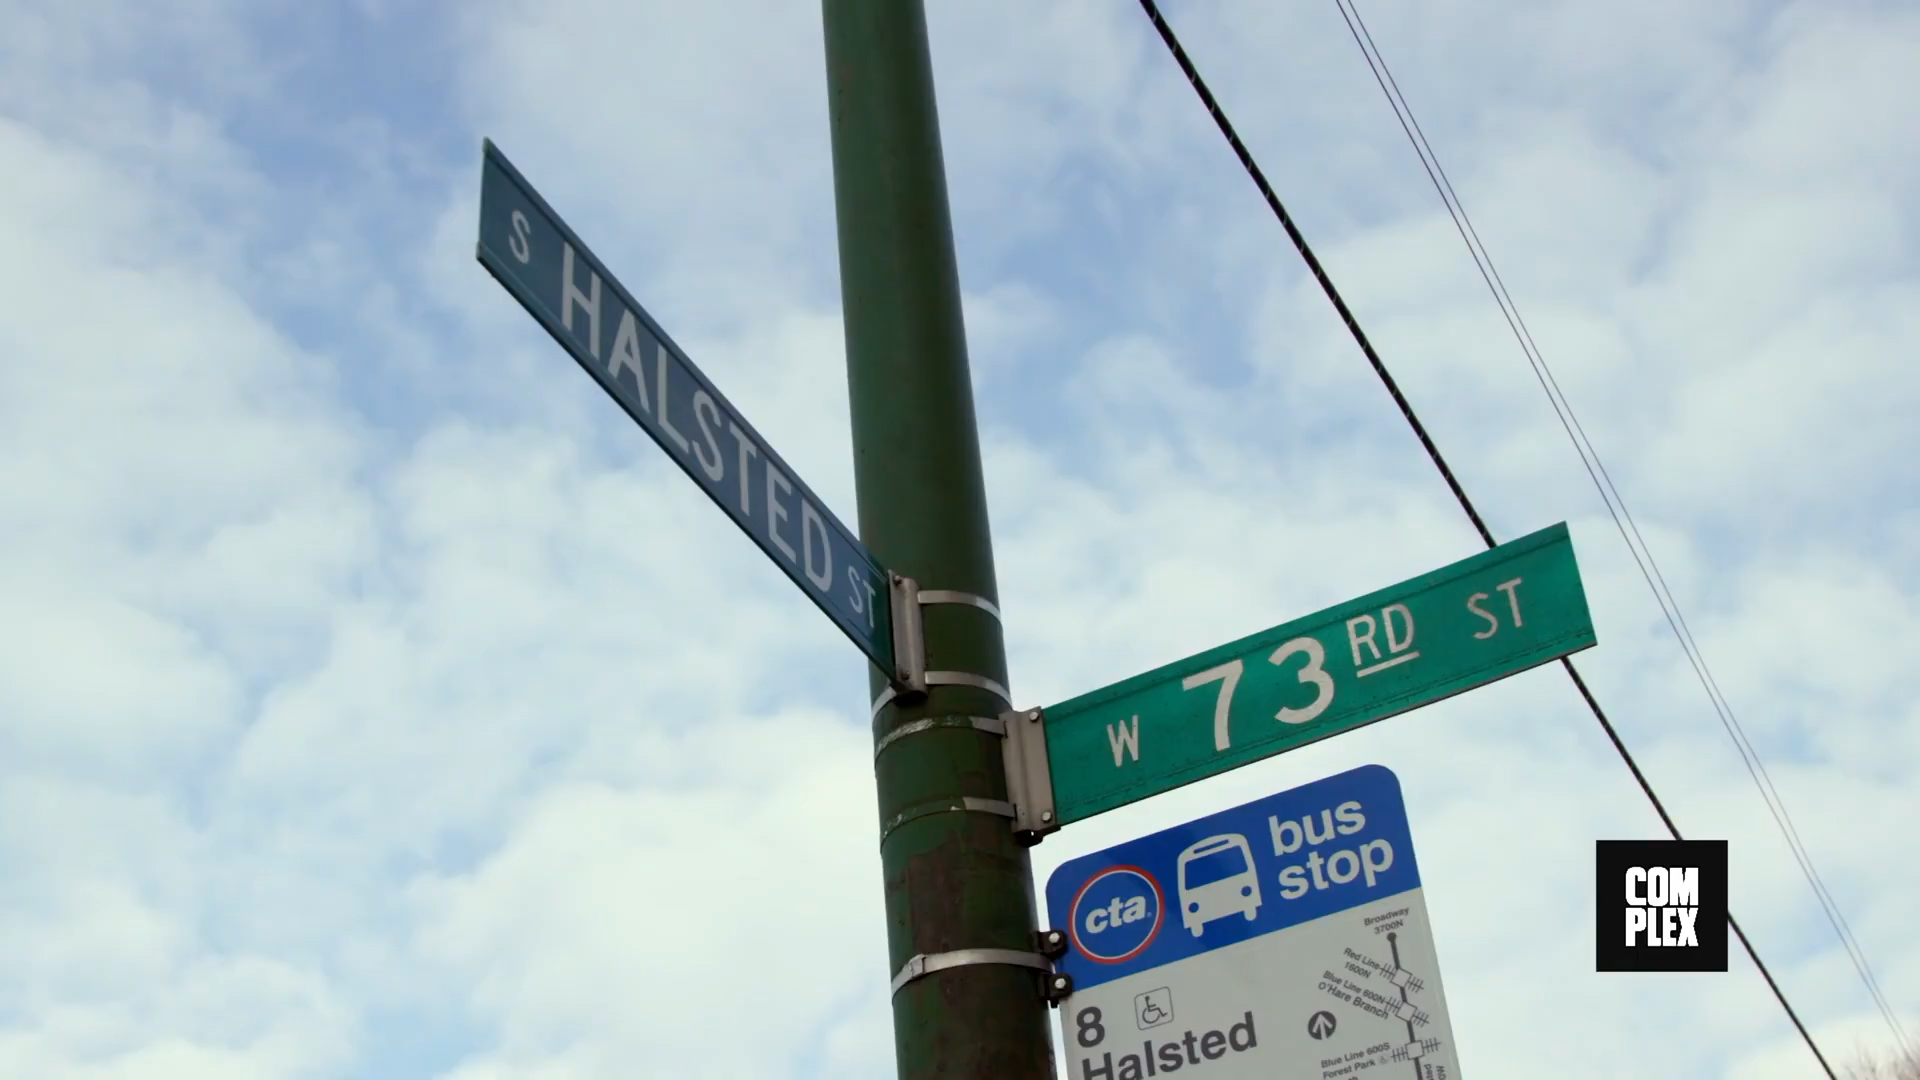 S HALSTED ST
W 73RD ST
cta
bus
stop
8
Halsted
Broadway
3700N
Red Line
1600N
Blue Line 600N
O'Hare Branch
Blue Line 600S
Forest Park
COM
PLEX